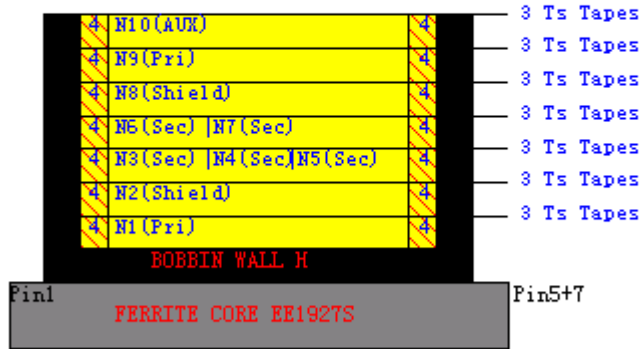 3 Ts Tapes
4 N10(AUX) 4
3 Ts Tapes
4 N9(Pri) 4
3 Ts Tapes
4 N8(Shield) 4
3 Ts Tapes
4 N6(Sec) |N7(Sec) 4
3 Ts Tapes
4 N3(Sec) |N4(Sec)|N5(Sec) 4
3 Ts Tapes
4 N2(Shield) 4
3 Ts Tapes
4 N1(Pri) 4
BOBBIN WALL H
Pin1 Pin5+7
FERRITE CORE EE1927S